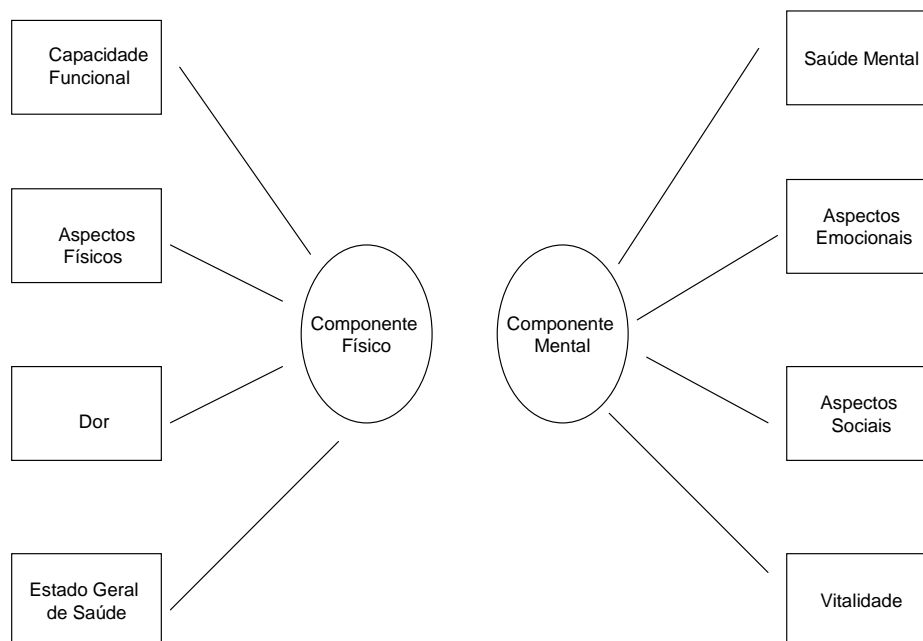 Capacidade
Funcional
Aspectos
Físicos
Dor
Estado Geral
de Saúde
Componente
Físico
Componente
Mental
Saúde Mental
Aspectos
Emocionais
Aspectos
Sociais
Vitalidade